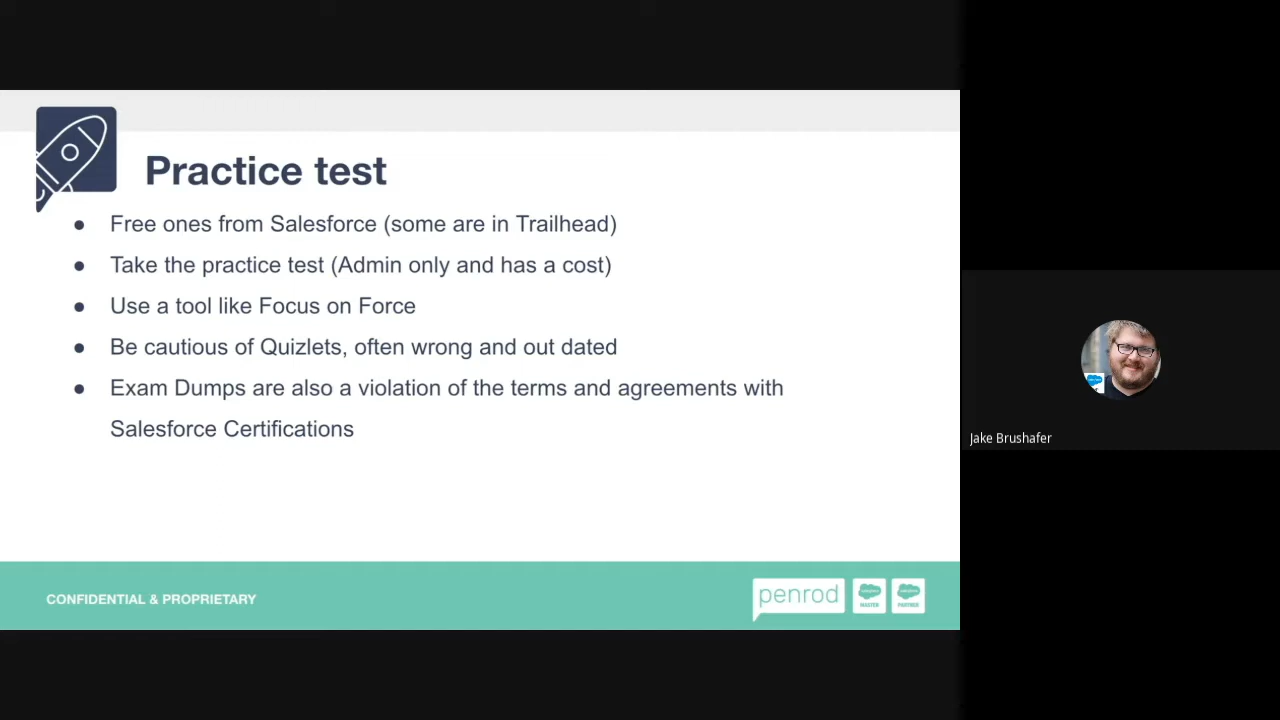 Practice test
● Free ones from Salesforce (some are in Trailhead)
● Take the practice test (Admin only and has a cost)
● Use a tool like Focus on Force
● Be cautious of Quizlets, often wrong and out dated
● Exam Dumps are also a violation of the terms and agreements with
Salesforce Certifications
Jake Brushafer
CONFIDENTIAL & PROPRIETARY
penrod
MASTER
PARTNER